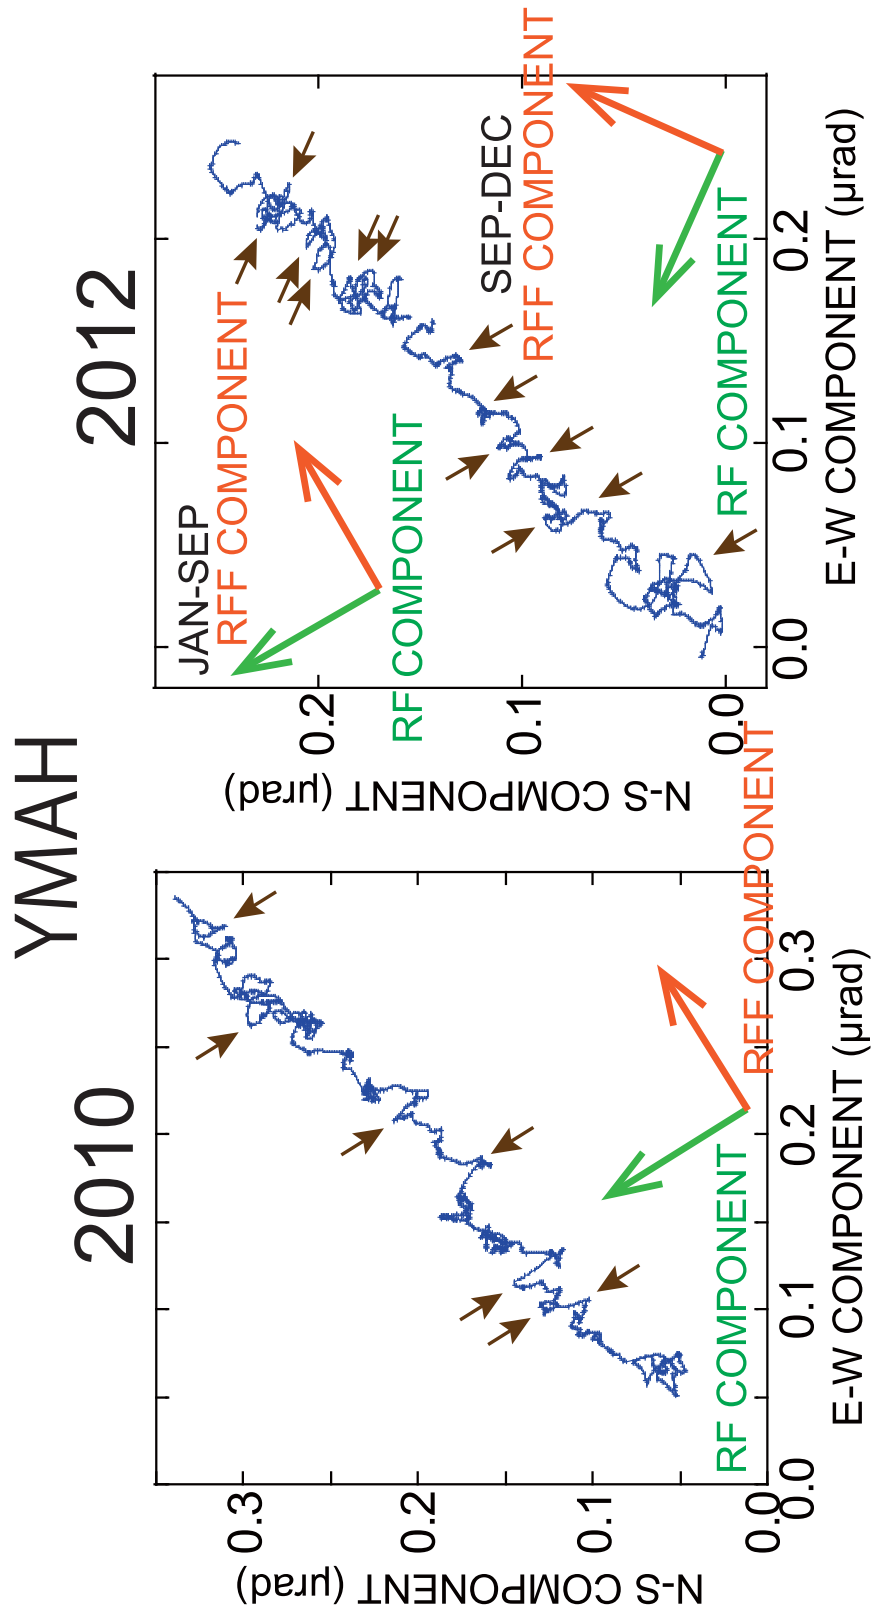 YMAH
2010
0.3
0.2
0.1
0.0
N-S COMPONENT (μrad)
RF COMPONENT
RFF COMPONENT
0.0
0.1
0.2
0.3
E-W COMPONENT (μrad)
2012
JAN-SEP
RFF COMPONENT
RF COMPONENT
SEP-DEC
RFF COMPONENT
RF COMPONENT
0.2
0.1
0.0
N-S COMPONENT (μrad)
0.0
0.1
0.2
E-W COMPONENT (μrad)